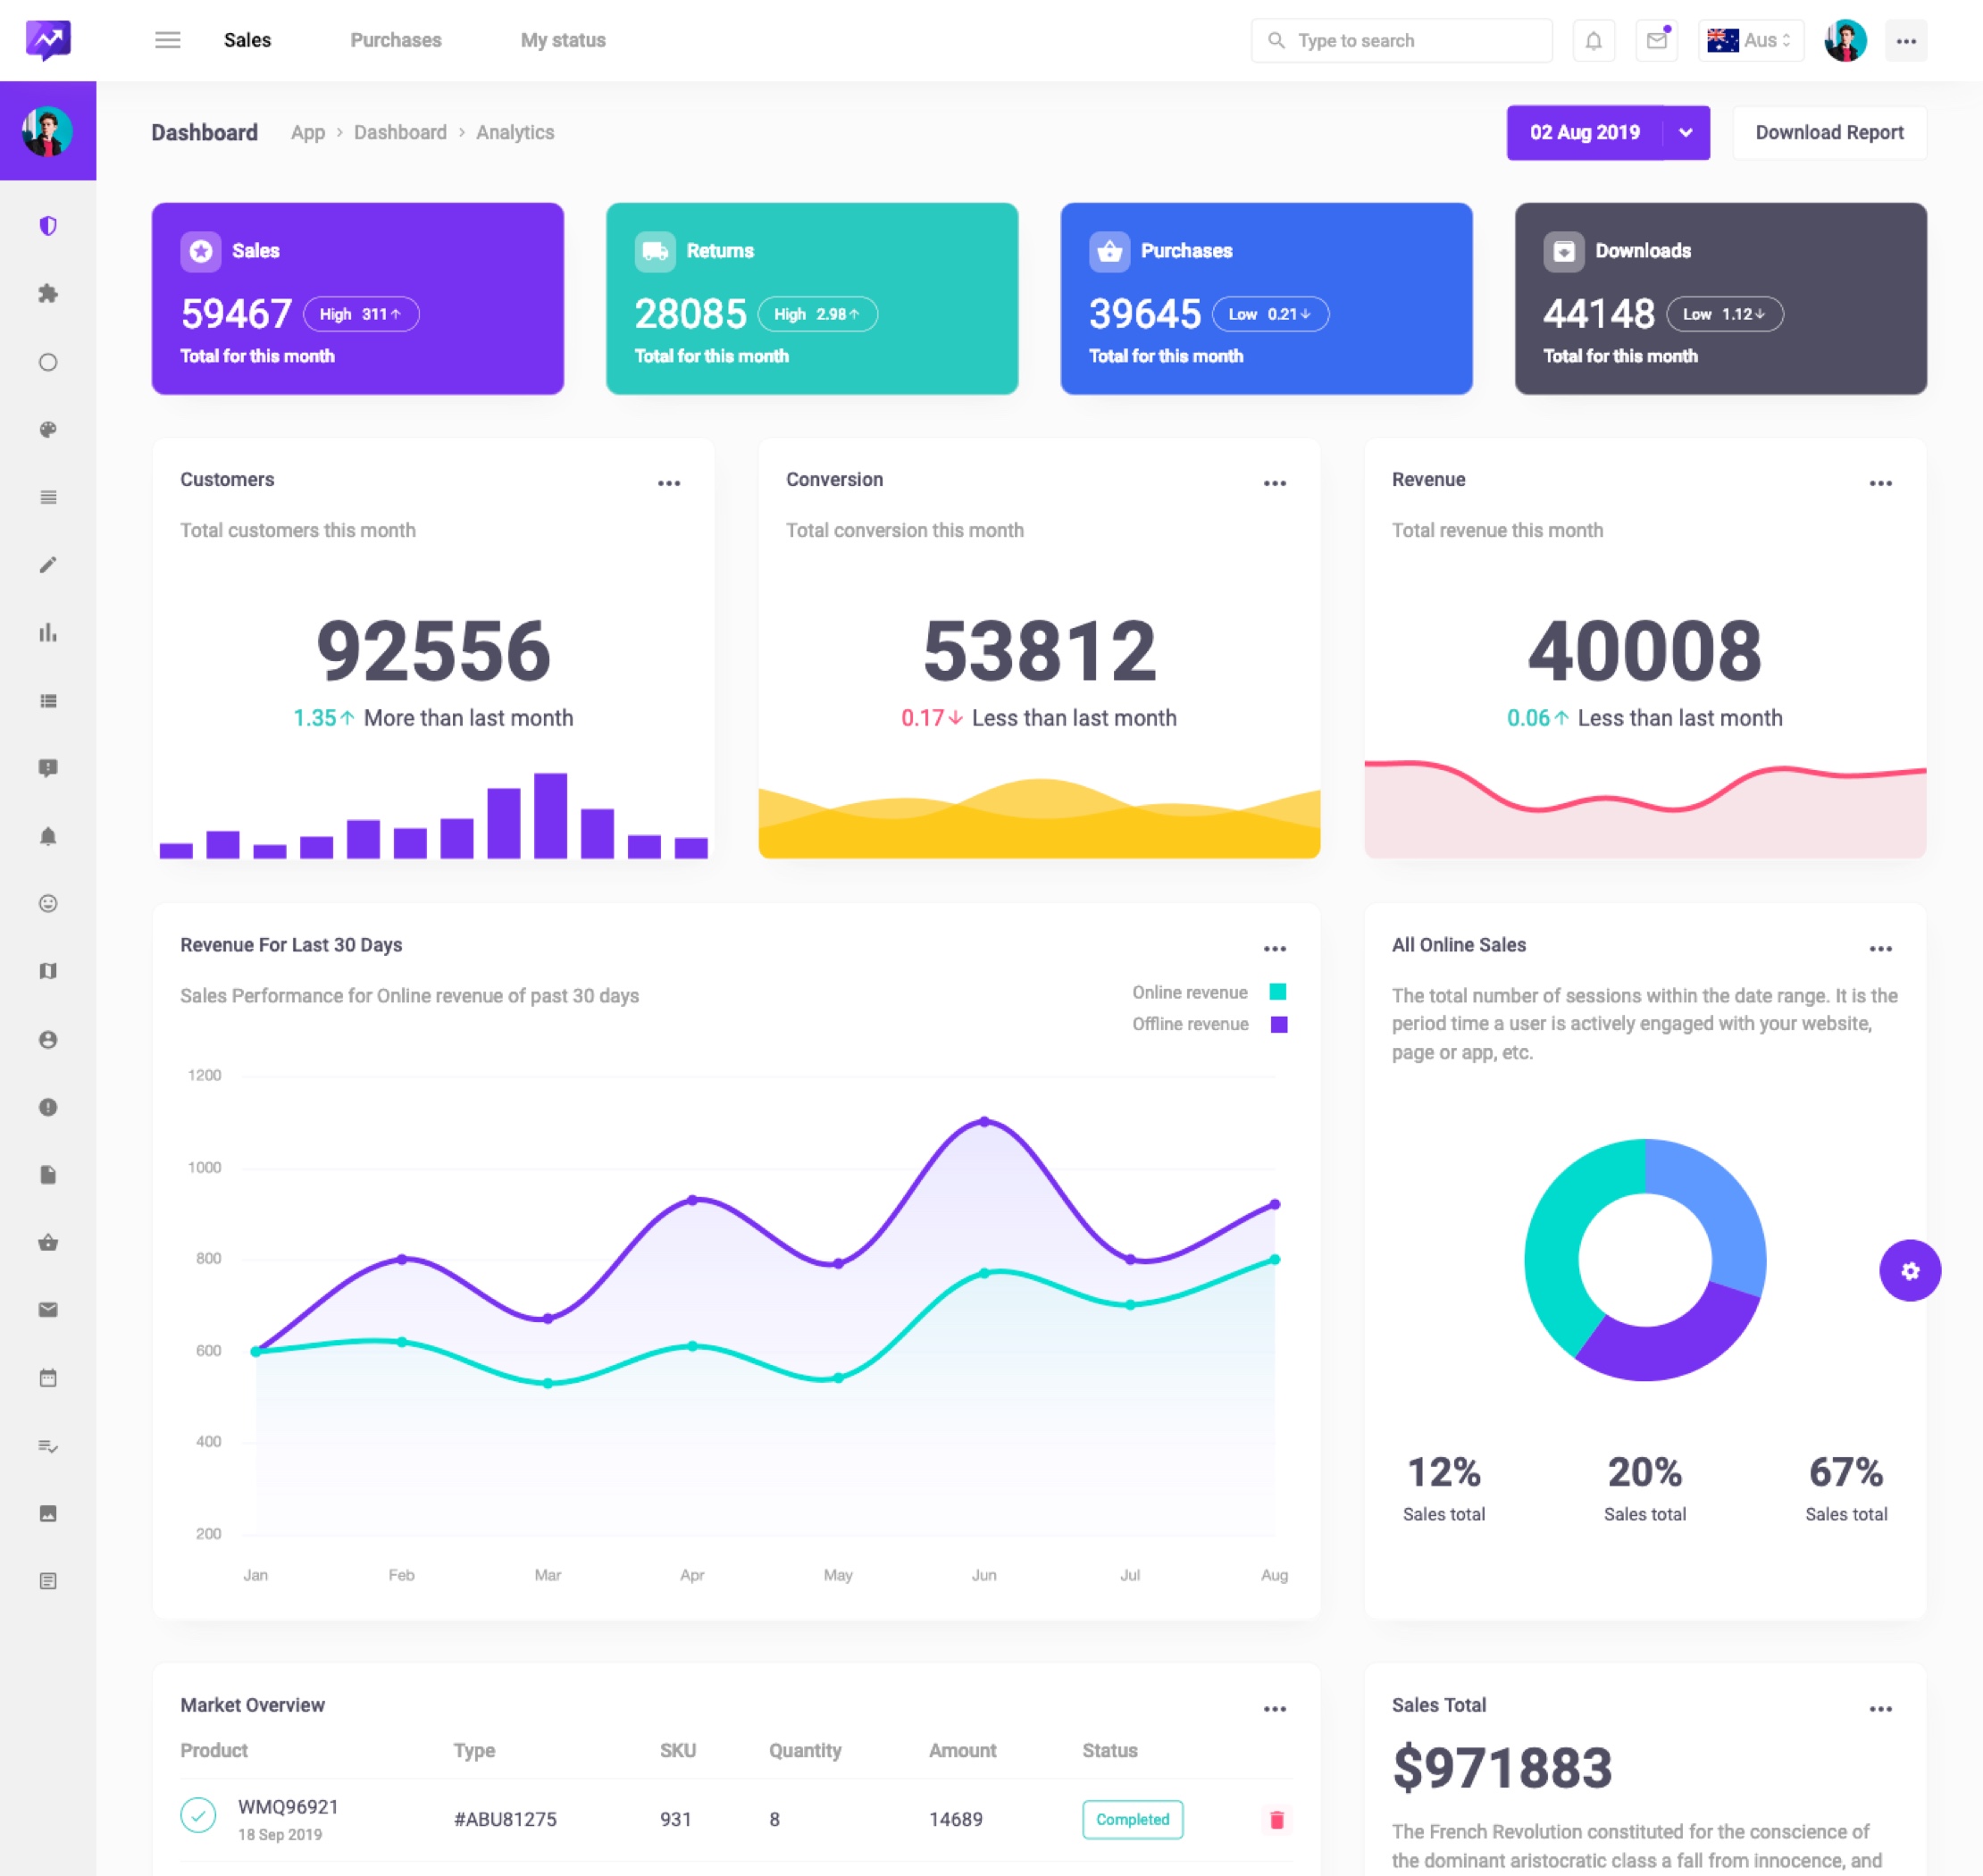 Sales Purchases My status Type to search Aus
Dashboard App › Dashboard › Analytics 02 Aug 2019 Download Report
Sales
59467 High 311↑
Total for this month
Returns
28085 High 2.98↑
Total for this month
Purchases
39645 Low 0.21↓
Total for this month
Downloads
44148 Low 1.12↓
Total for this month
Customers
Total customers this month
92556
1.35↑ More than last month
Conversion
Total conversion this month
53812
0.17↓ Less than last month
Revenue
Total revenue this month
40008
0.06↑ Less than last month
Revenue For Last 30 Days
Sales Performance for Online revenue of past 30 days
Online revenue
Offline revenue
1200
1000
800
600
400
200
Jan Feb Mar Apr May Jun Jul Aug
All Online Sales
The total number of sessions within the date range. It is the
period time a user is actively engaged with your website,
page or app, etc.
12% 20% 67%
Sales total Sales total Sales total
Market Overview
Product Type SKU Quantity Amount Status
WMQ96921 #ABU81275 931 8 14689 Completed
18 Sep 2019
Sales Total
$971883
The French Revolution constituted for the conscience of
the dominant aristocratic class a fall from innocence, and